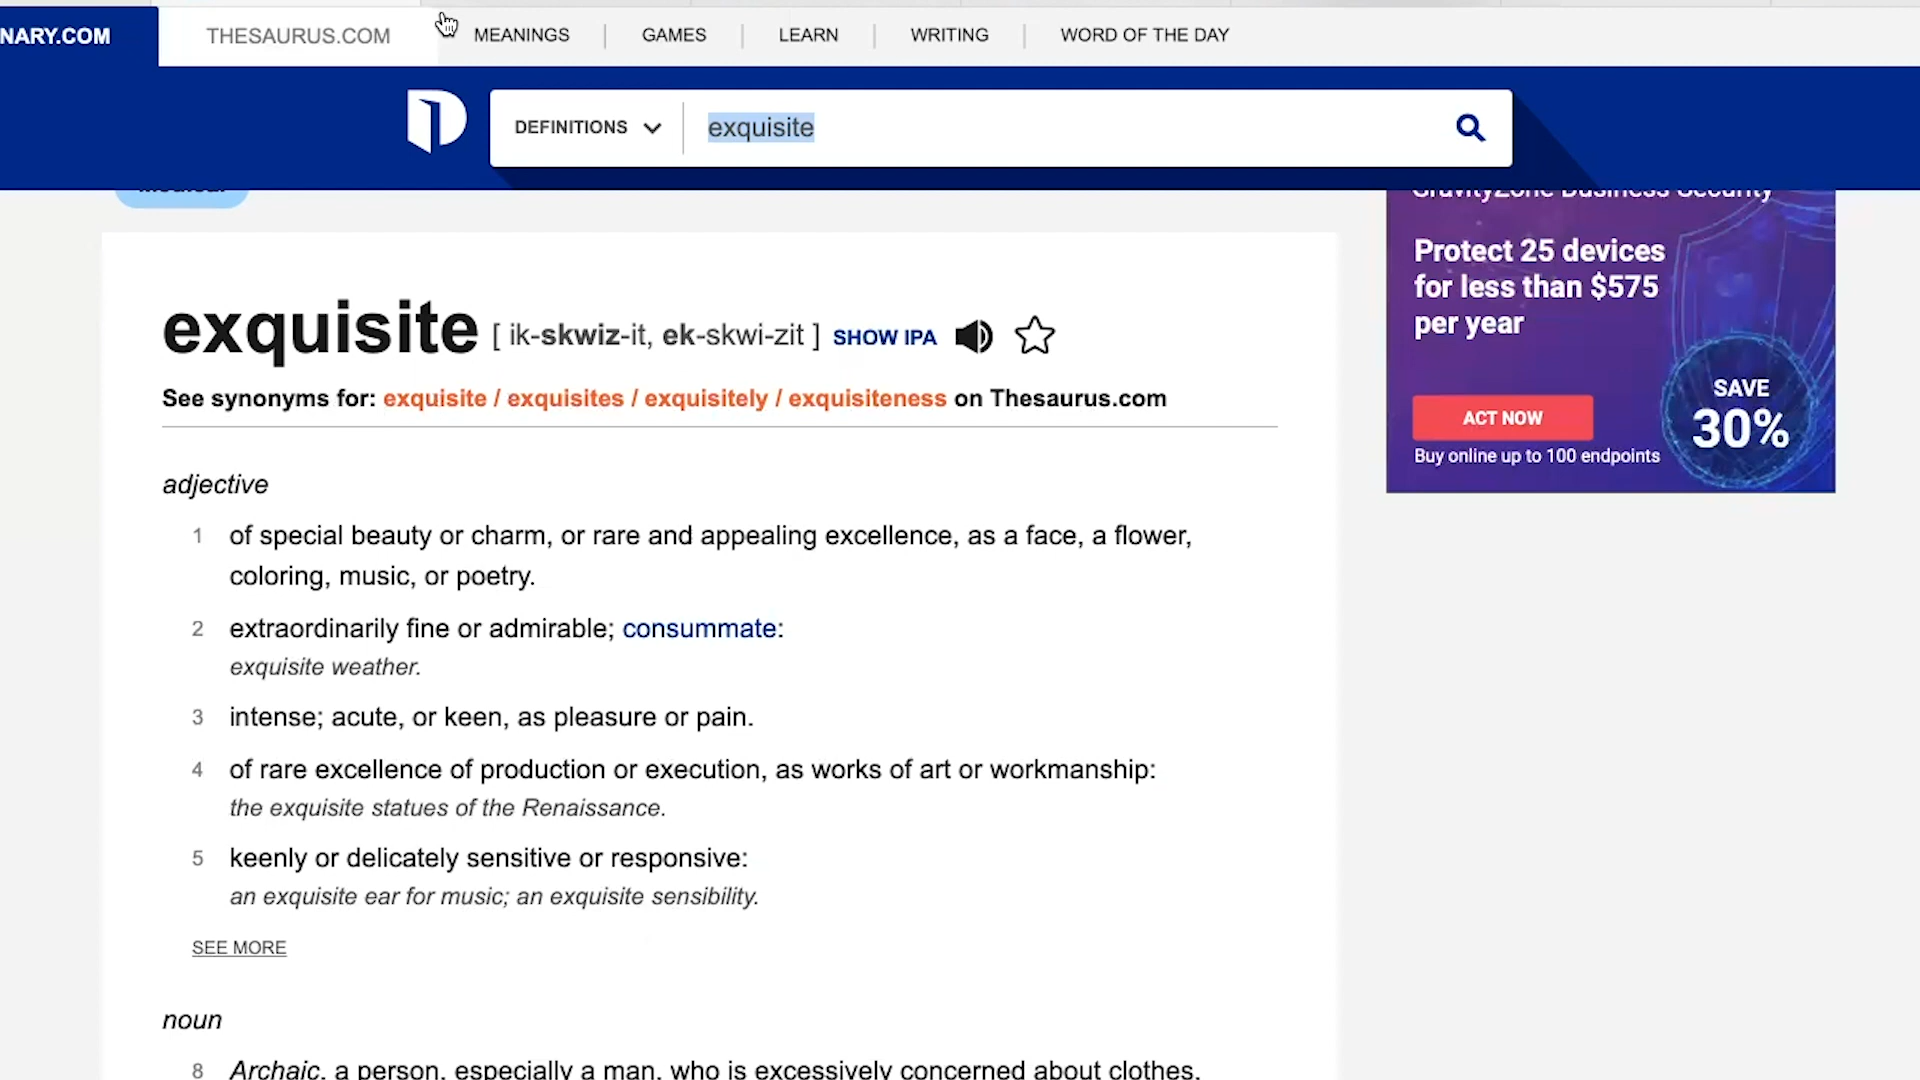 NARY.COM
THESAURUS.COM
MEANINGS
GAMES
LEARN
WRITING
WORD OF THE DAY
DEFINITIONS
exquisite
GravityZone Business Security
Protect 25 devices
for less than $575
per year
SAVE
30%
ACT NOW
Buy online up to 100 endpoints
exquisite [ ik-skwiz-it, ek-skwi-zit ] SHOW IPA
See synonyms for: exquisite / exquisites / exquisitely / exquisiteness on Thesaurus.com
adjective
1 of special beauty or charm, or rare and appealing excellence, as a face, a flower,
coloring, music, or poetry.
2 extraordinarily fine or admirable; consummate:
exquisite weather.
3 intense; acute, or keen, as pleasure or pain.
4 of rare excellence of production or execution, as works of art or workmanship:
the exquisite statues of the Renaissance.
5 keenly or delicately sensitive or responsive:
an exquisite ear for music; an exquisite sensibility.
SEE MORE
noun
8 Archaic. a person, especially a man, who is excessively concerned about clothes,